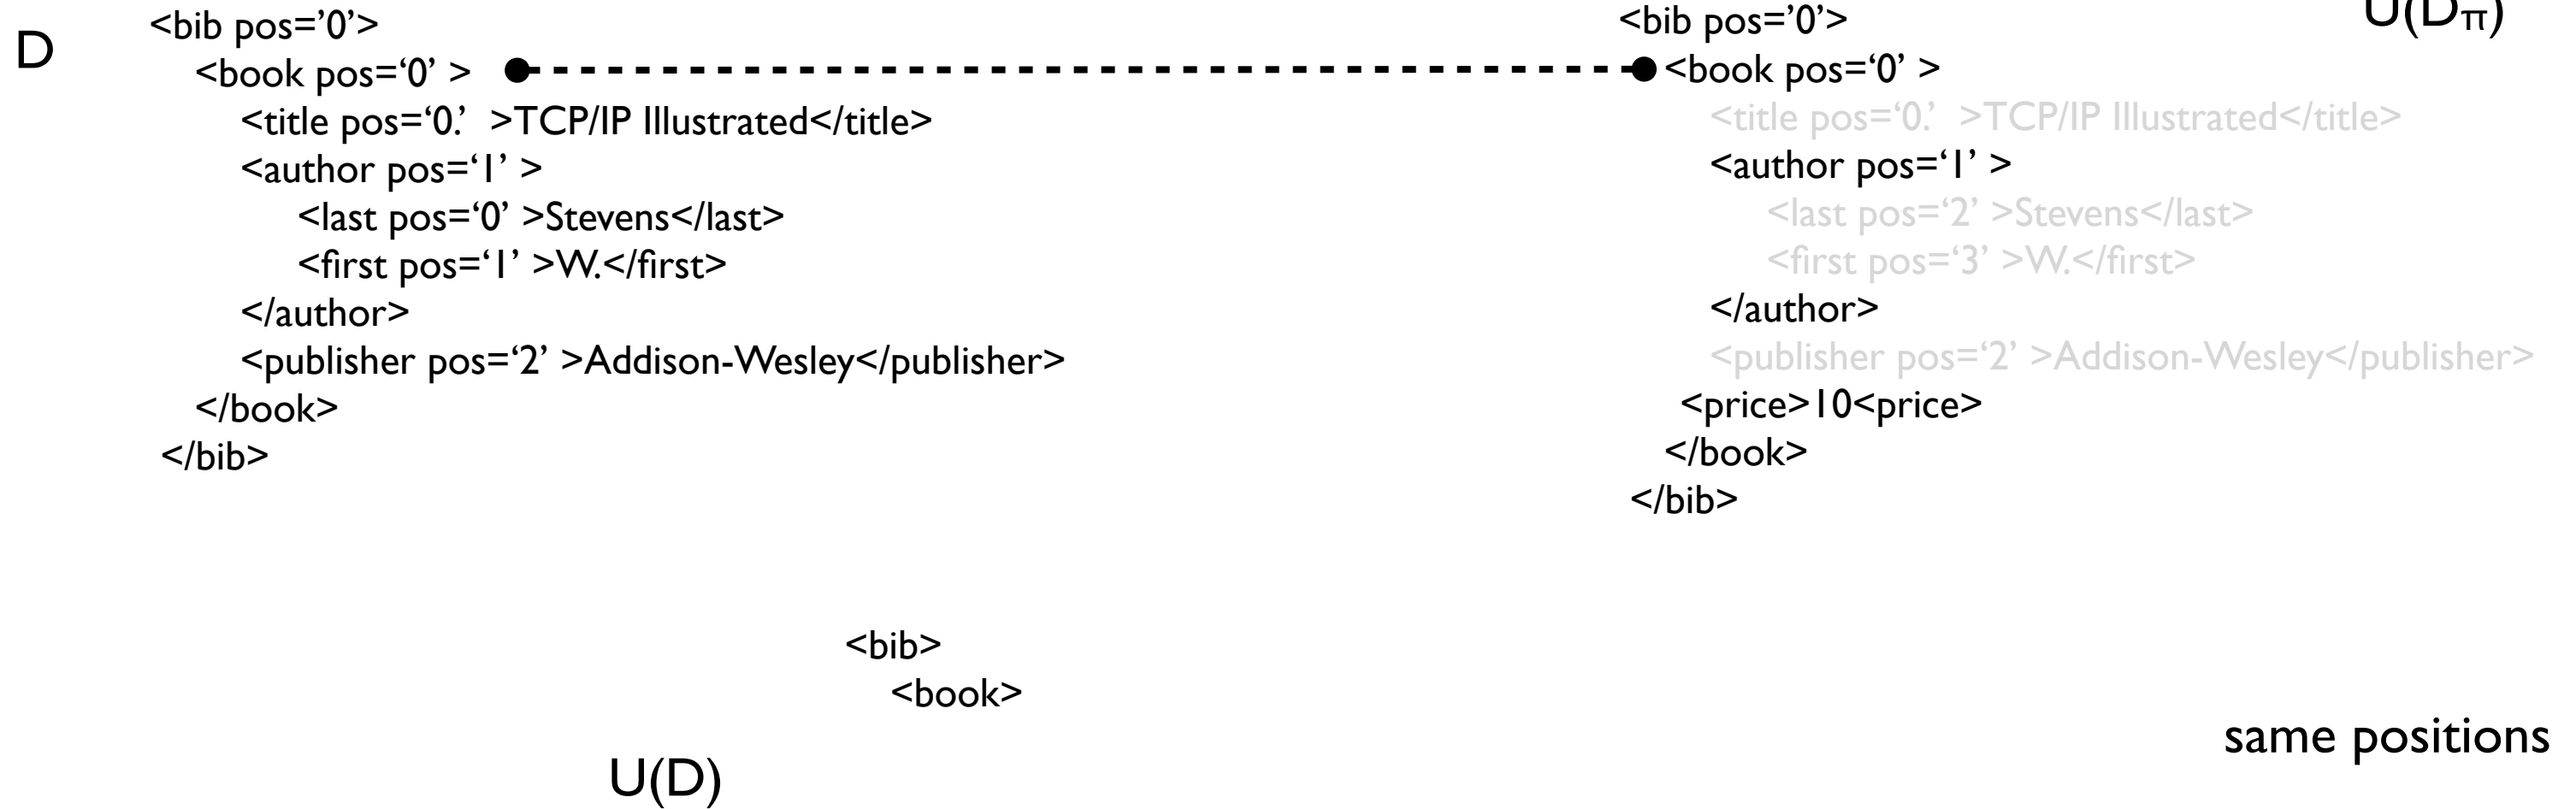 D
<bib pos='0'>
<book pos='0' >
<title pos='0.'  >TCP/IP Illustrated</title>
<author pos='1' >
<last pos='0' >Stevens</last>
<first pos='1' >W.</first>
</author>
<publisher pos='2' >Addison-Wesley</publisher>
</book>
</bib>
U(Dπ)
<bib pos='0'>
<book pos='0' >
<title pos='0.'  >TCP/IP Illustrated</title>
<author pos='1' >
<last pos='2' >Stevens</last>
<first pos='3' >W.</first>
</author>
<publisher pos='2' >Addison-Wesley</publisher>
<price>10<price>
</book>
</bib>
<bib>
<book>
same positions
U(D)